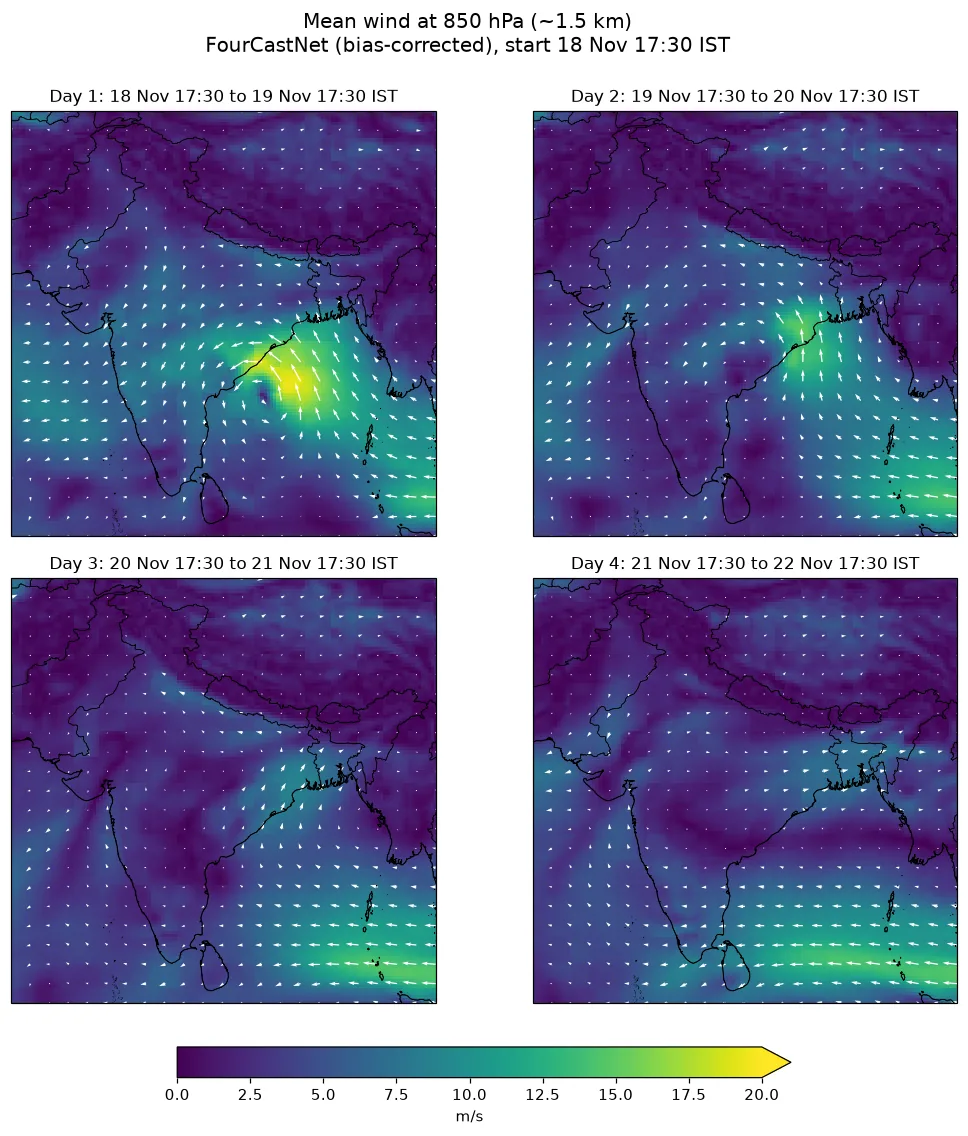 Mean wind at 850 hPa (~1.5 km)
FourCastNet (bias-corrected), start 18 Nov 17:30 IST
Day 1: 18 Nov 17:30 to 19 Nov 17:30 IST
Day 2: 19 Nov 17:30 to 20 Nov 17:30 IST
Day 3: 20 Nov 17:30 to 21 Nov 17:30 IST
Day 4: 21 Nov 17:30 to 22 Nov 17:30 IST
0.0 2.5 5.0 7.5 10.0 12.5 15.0 17.5 20.0
m/s